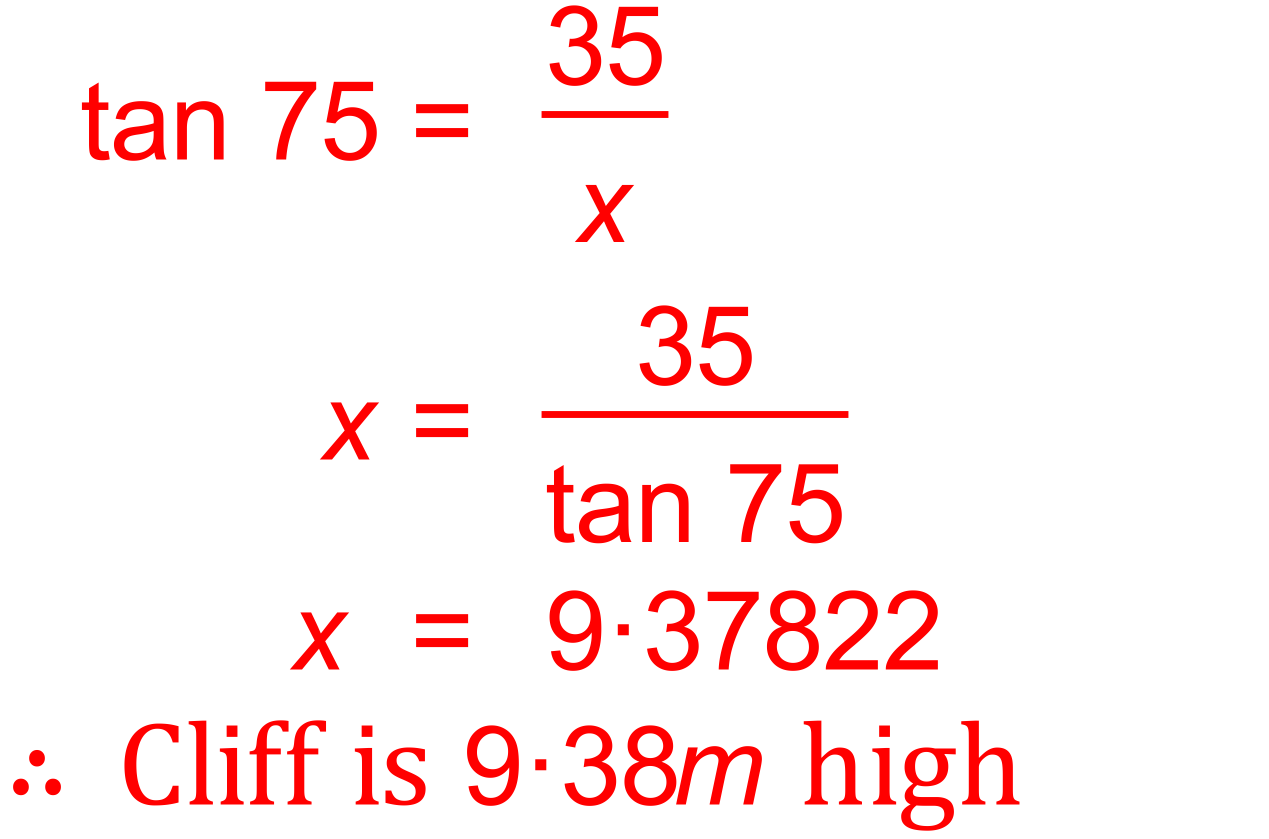 tan 75 = 35/x
x = 35/tan 75
x = 9·37822
∴ Cliff is 9·38m high